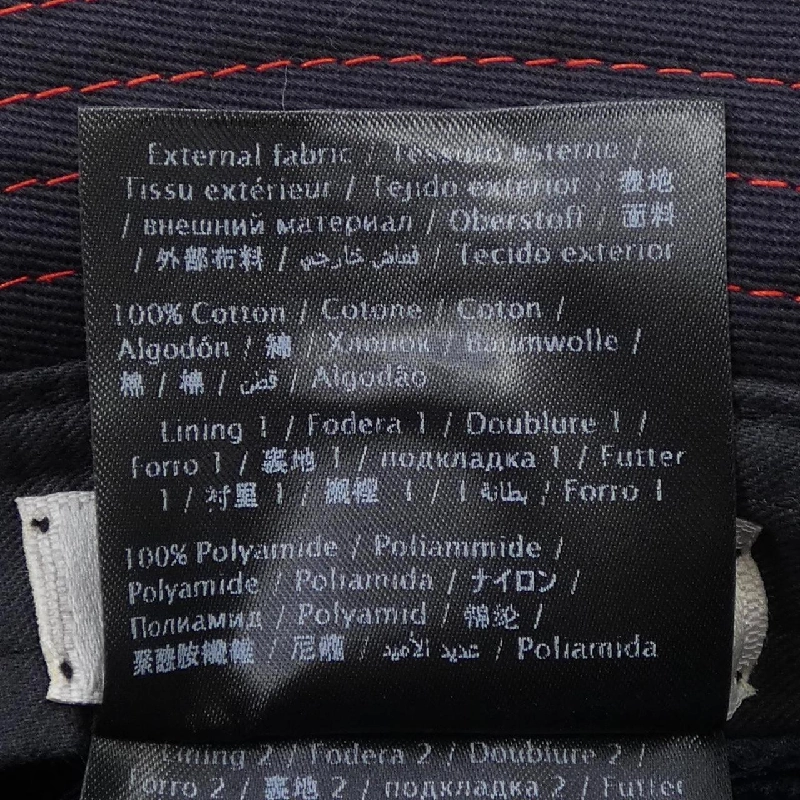 External fabric / Tessuto esterno /
Tissu extérieur / Tejido exterior / 表地
/ внешний материал / Oberstoff / 面料
/ 外部布料 / قماش خارجي / Tecido exterior
100% Cotton / Cotone / Coton /
Algodón / 綿 / Хлопок / Baumwolle /
棉 / 棉 / قطن / Algodão
Lining 1 / Fodera 1 / Doublure 1 /
Forro 1 / 裏地 1 / подкладка 1 / Futter
1 / 衬里 1 / 襯裡 1 / بطانة 1 / Forro 1
100% Polyamide / Poliammide /
Polyamide / Poliamida / ナイロン /
Полиамид / Polyamid / 锦纶 /
聚醯胺纖維 / 尼龍 / عديد الأميد / Poliamida
Lining 2 / Fodera 2 / Doublure 2 /
Forro 2 / 裏地 2 / подкладка 2 / Futter